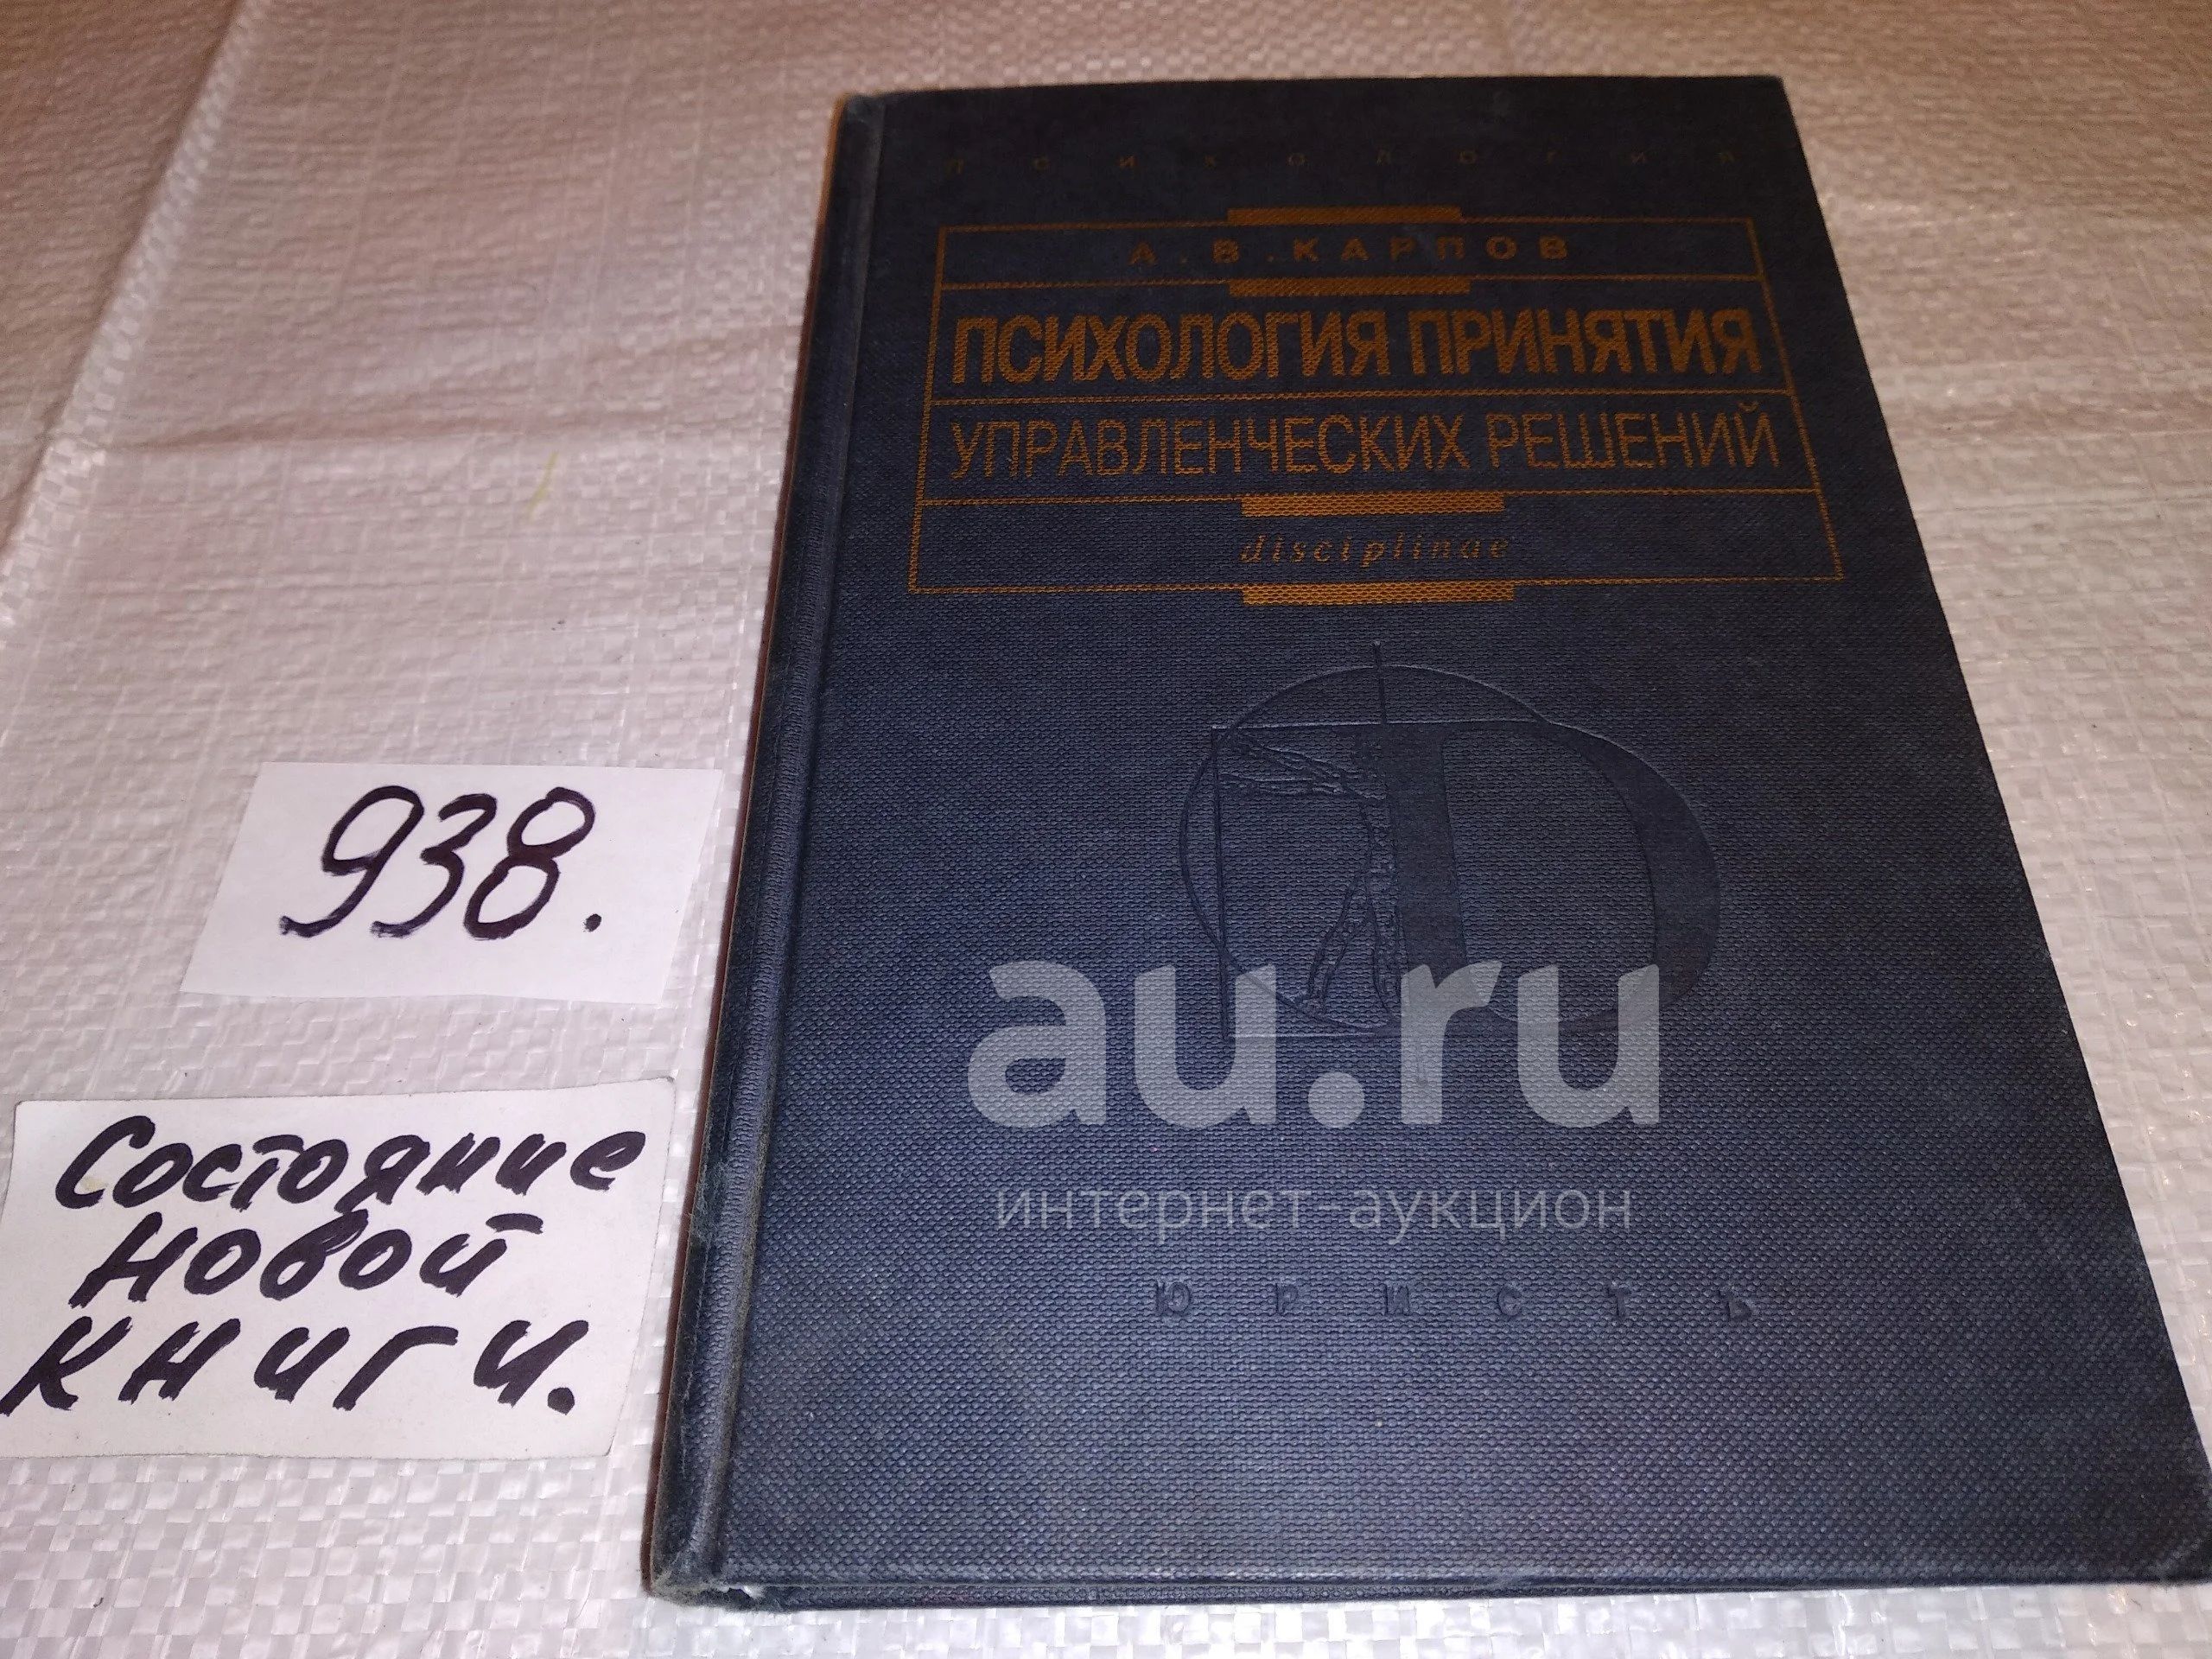 ПСИХОЛОГИЯ
А.В.КАРПОВ
ПСИХОЛОГИЯ ПРИНЯТИЯ
УПРАВЛЕНЧЕСКИХ РЕШЕНИЙ
disciplinae
938.
au.ru
интернет-аукцион
Состояние
новой
книги.
ЮРИСТЪ